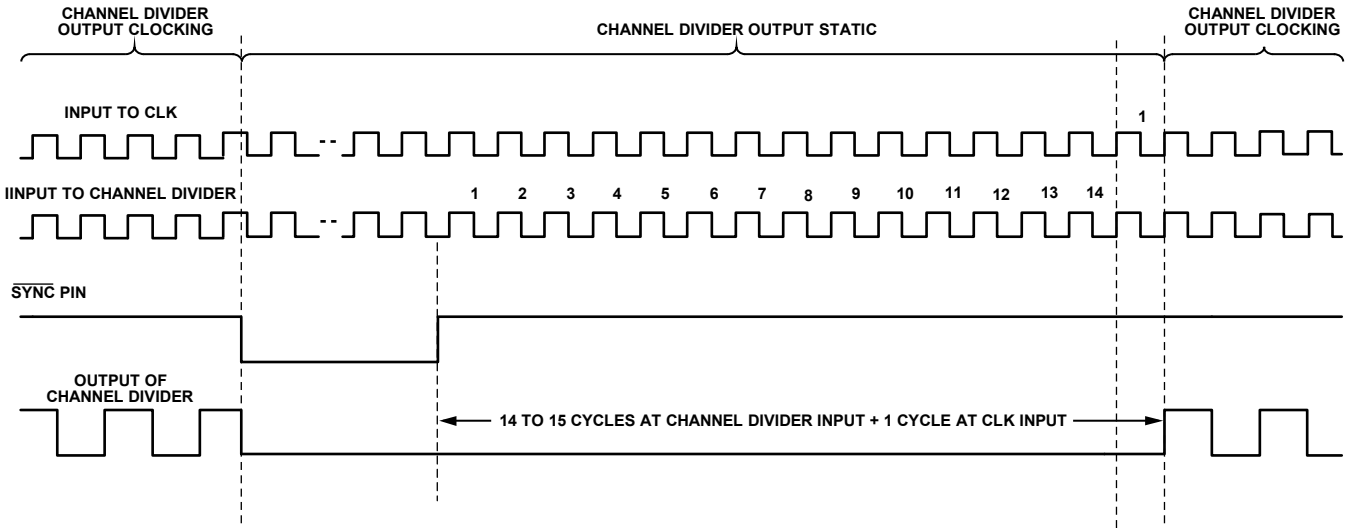 CHANNEL DIVIDER
OUTPUT CLOCKING
CHANNEL DIVIDER OUTPUT STATIC
CHANNEL DIVIDER
OUTPUT CLOCKING
INPUT TO CLK
1
IINPUT TO CHANNEL DIVIDER
1 2 3 4 5 6 7 8 9 10 11 12 13 14
SYNC PIN
OUTPUT OF
CHANNEL DIVIDER
14 TO 15 CYCLES AT CHANNEL DIVIDER INPUT + 1 CYCLE AT CLK INPUT